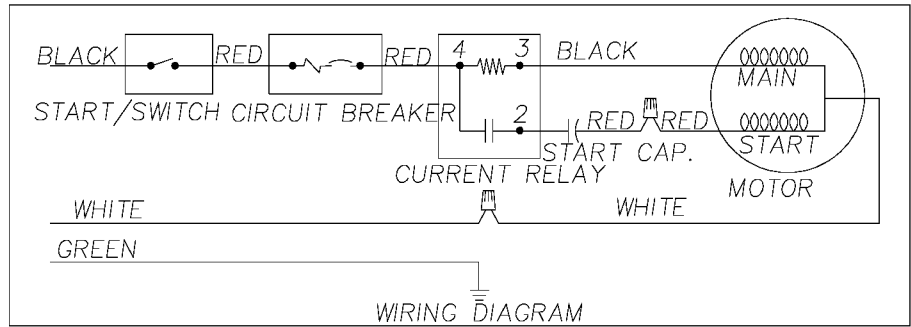 BLACK RED RED 4 3 BLACK
MAIN
START/SWITCH CIRCUIT BREAKER
2 RED RED
START CAP. START
CURRENT RELAY
MOTOR
WHITE WHITE
GREEN
WIRING DIAGRAM